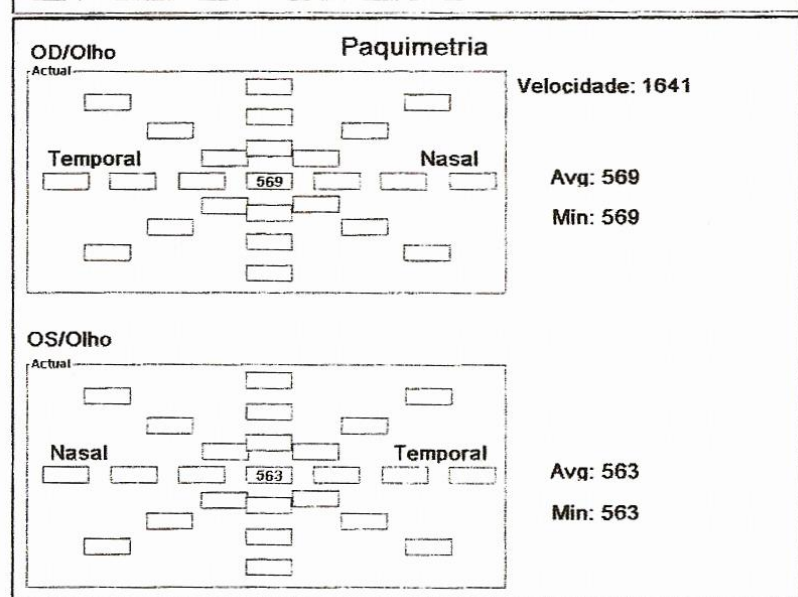 Paquimetria
OD/Olho
Actual
Velocidade: 1641
Temporal
Nasal
569
Avg: 569
Min: 569
OS/Olho
Actual
Nasal
Temporal
563
Avg: 563
Min: 563